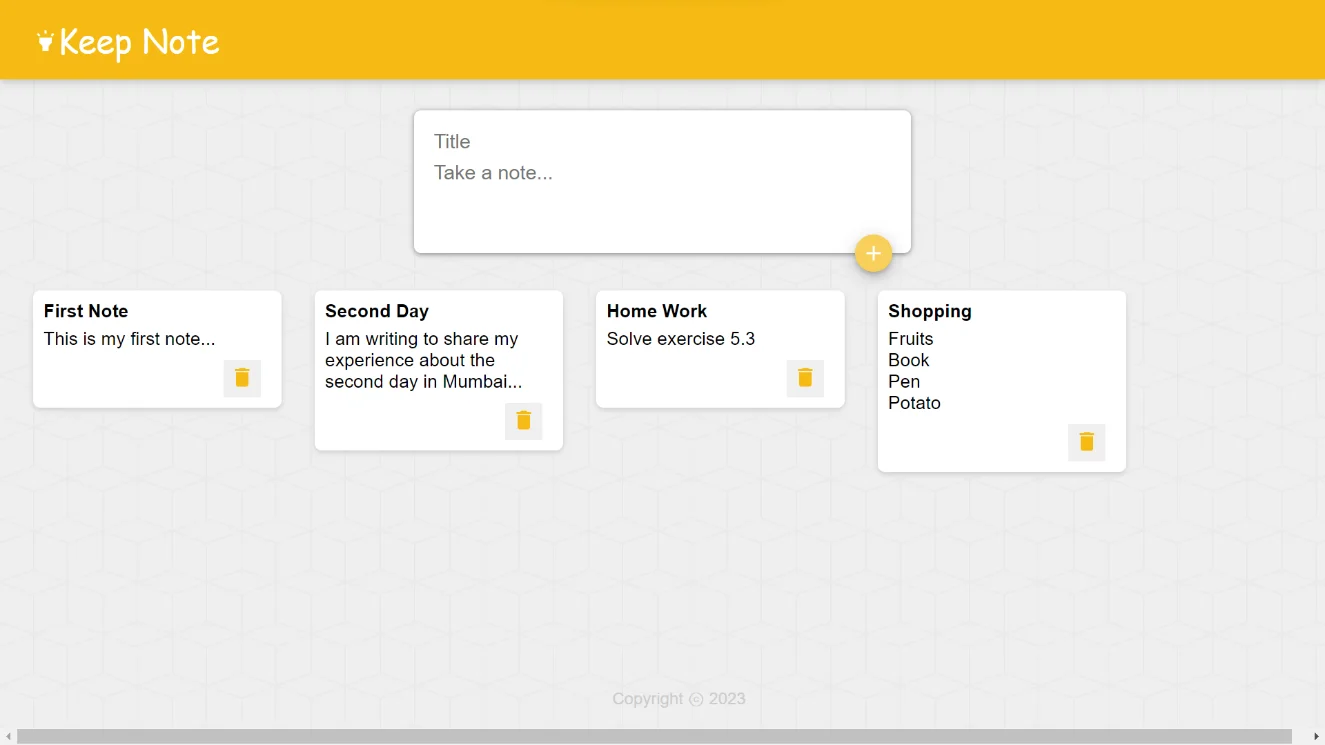 Keep Note
Title
Take a note...
First Note
This is my first note...
Second Day
I am writing to share my
experience about the
second day in Mumbai...
Home Work
Solve exercise 5.3
Shopping
Fruits
Book
Pen
Potato
Copyright © 2023